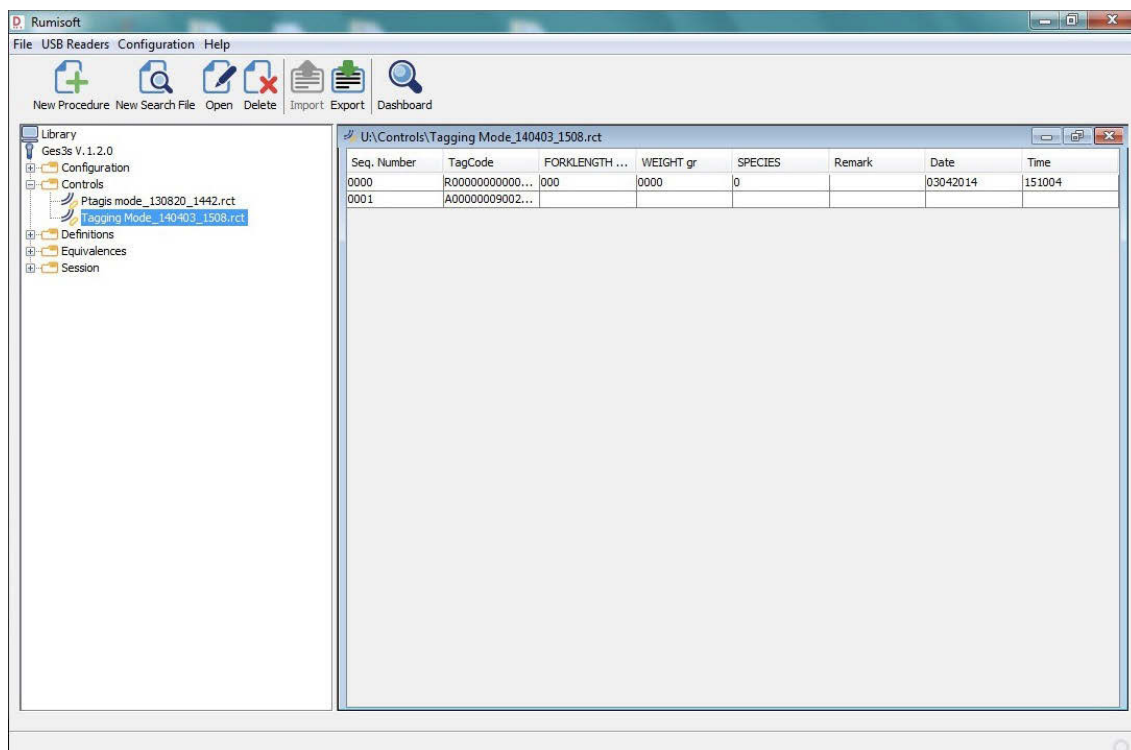 Rumisoft
File USB Readers Configuration Help
New Procedure New Search File Open Delete Import Export Dashboard
Library
Ges3s V.1.2.0
Configuration
Controls
Ptagis mode_130820_1442.rct
Tagging Mode_140403_1508.rct
Definitions
Equivalences
Session
U:\Controls\Tagging Mode_140403_1508.rct
Seq. Number TagCode FORKLENGTH ... WEIGHT gr SPECIES Remark Date Time
0000 R00000000000... 000 0000 0 03042014 151004
0001 A00000009002...